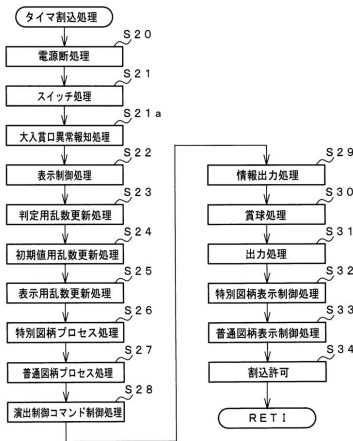 タイマ割込処理
S20
電源断処理
S21
スイッチ処理
S21a
大入賞口異常報知処理
S22
表示制御処理
S23
判定用乱数更新処理
S24
初期値用乱数更新処理
S25
表示用乱数更新処理
S26
特別図柄プロセス処理
S27
普通図柄プロセス処理
S28
演出制御コマンド制御処理
S29
情報出力処理
S30
賞球処理
S31
出力処理
S32
特別図柄表示制御処理
S33
普通図柄表示制御処理
S34
割込許可
RETI